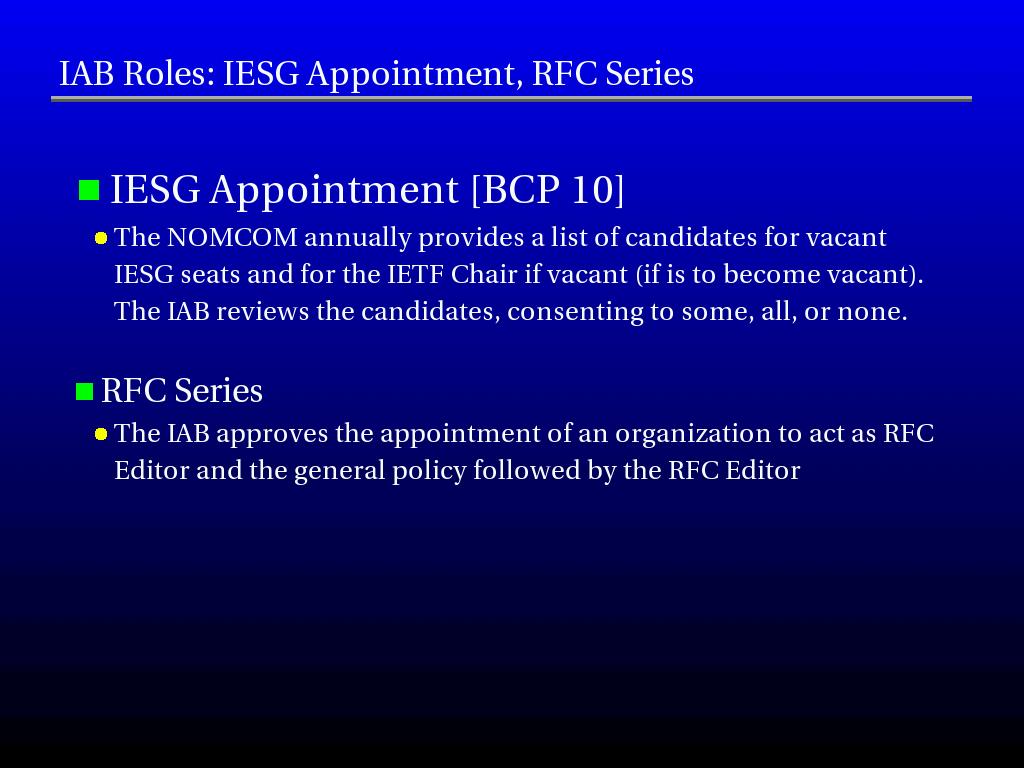 IAB Roles: IESG Appointment, RFC Series
IESG Appointment [BCP 10]
The NOMCOM annually provides a list of candidates for vacant
IESG seats and for the IETF Chair if vacant (if is to become vacant).
The IAB reviews the candidates, consenting to some, all, or none.
RFC Series
The IAB approves the appointment of an organization to act as RFC
Editor and the general policy followed by the RFC Editor